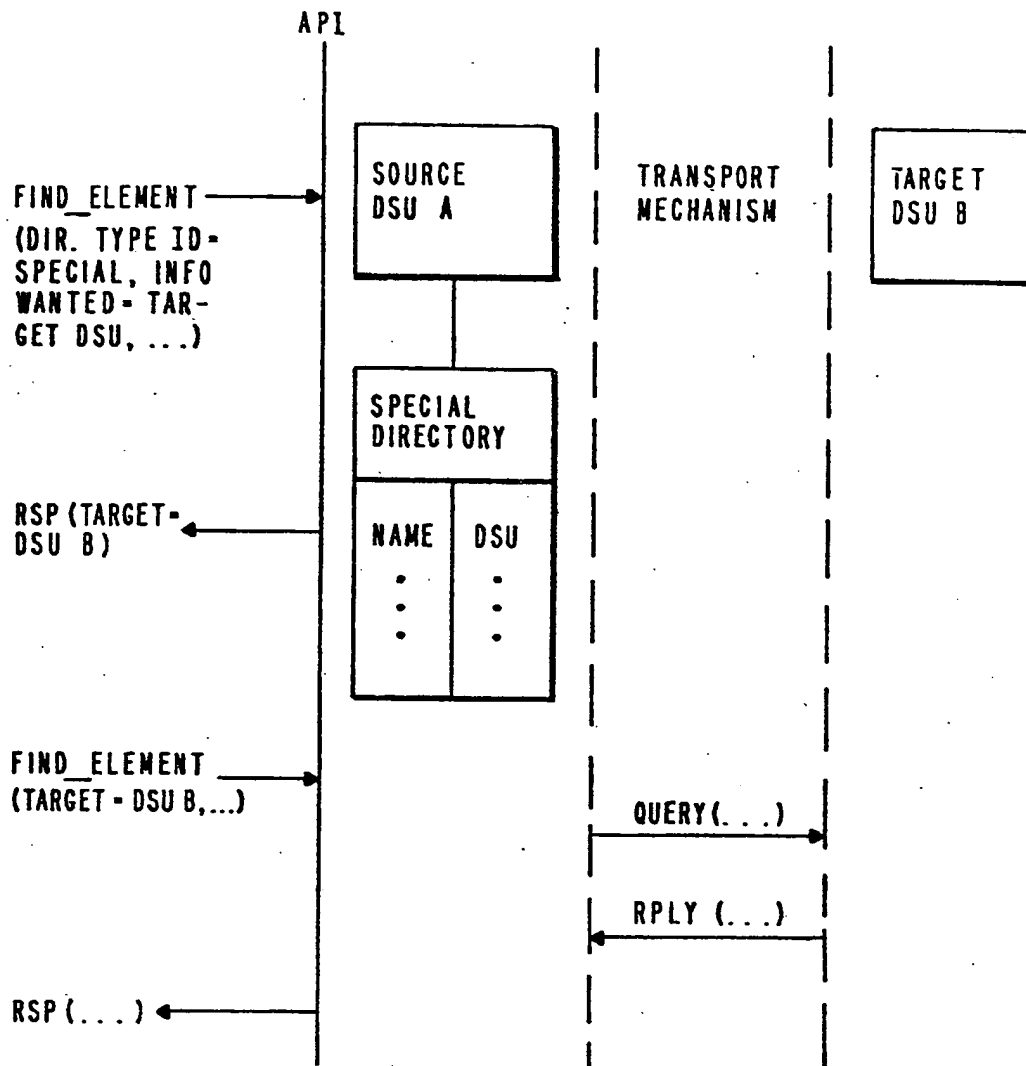 API
FIND_ELEMENT
(DIR. TYPE ID=
SPECIAL, INFO
WANTED= TAR-
GET DSU, ...)
SOURCE
DSU A
TRANSPORT
MECHANISM
TARGET
DSU B
SPECIAL
DIRECTORY
NAME
DSU
RSP (TARGET=
DSU B)
FIND_ELEMENT
(TARGET = DSU B,...)
QUERY(...)
RPLY (...)
RSP (...)